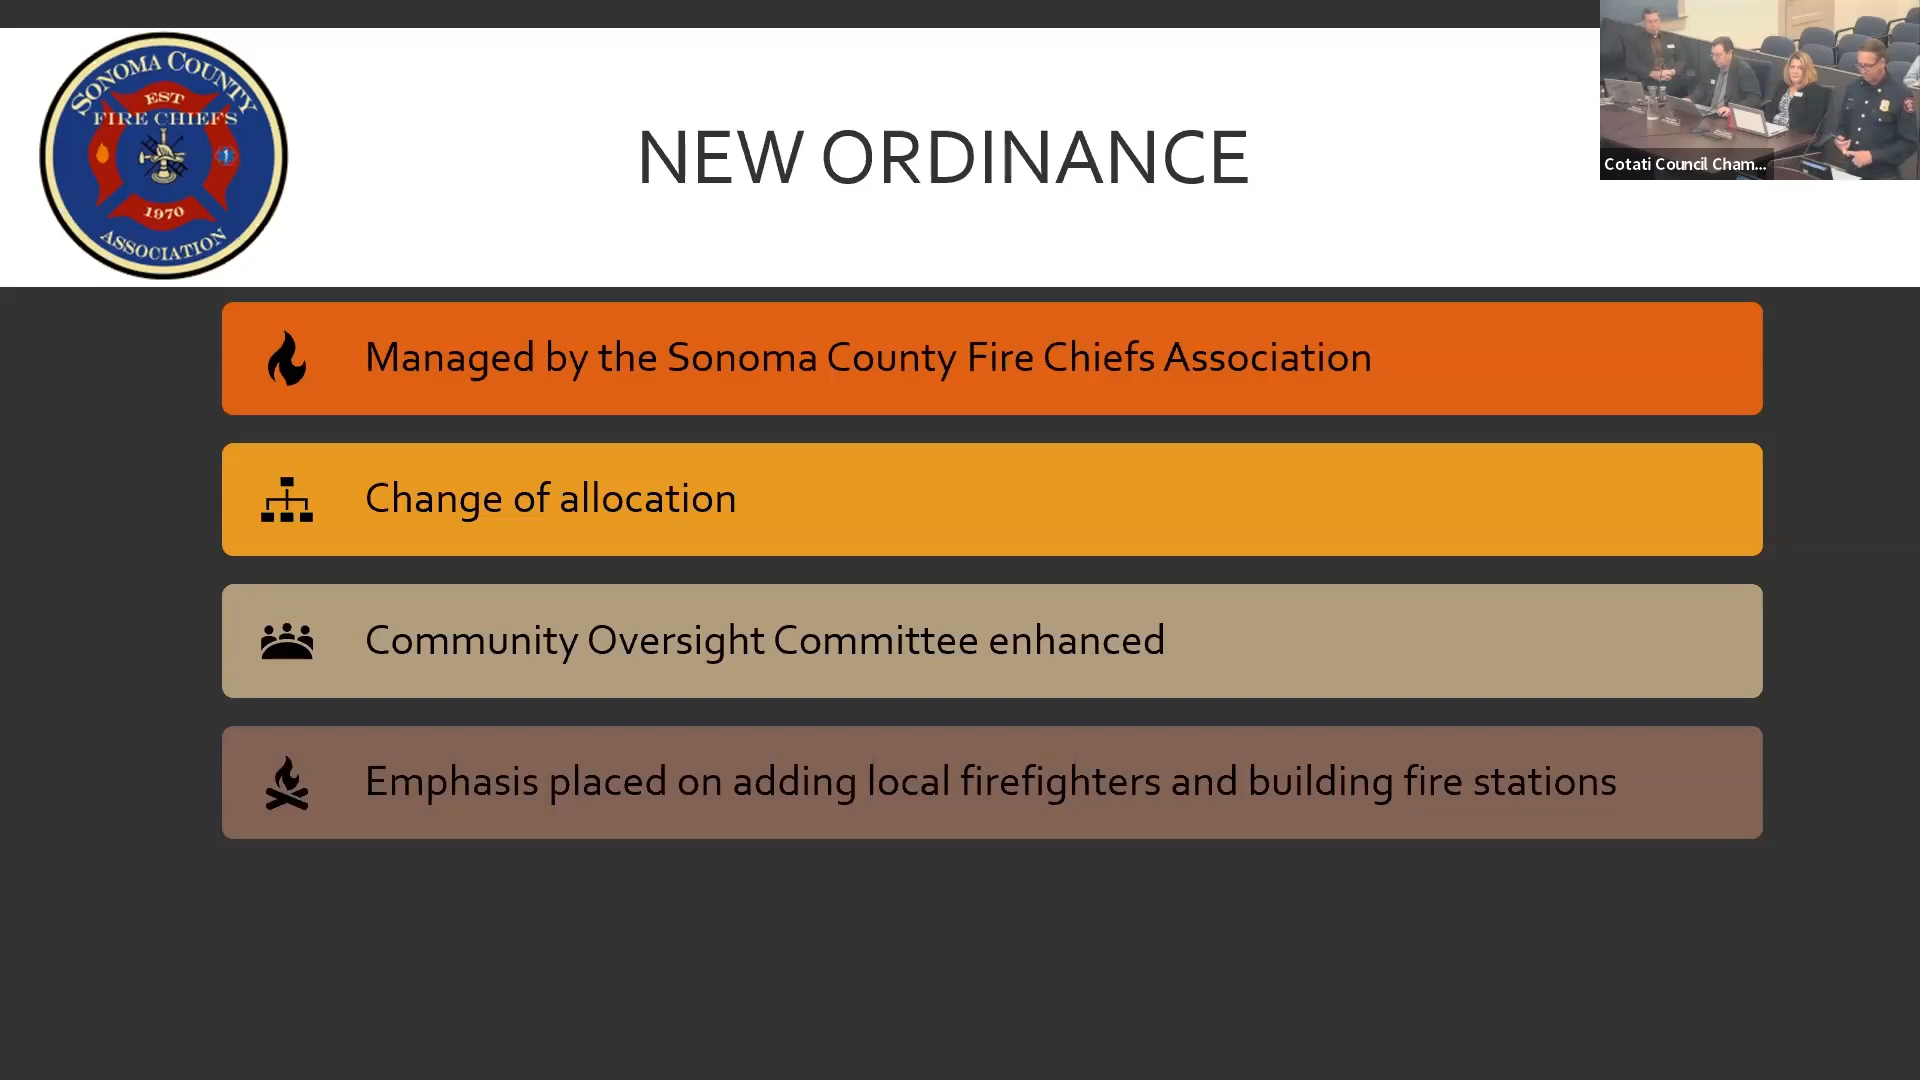 SONOMA COUNTY
EST
FIRE CHIEFS
1970
ASSOCIATION
NEW ORDINANCE
Cotati Council Cham...
Managed by the Sonoma County Fire Chiefs Association
Change of allocation
Community Oversight Committee enhanced
Emphasis placed on adding local firefighters and building fire stations